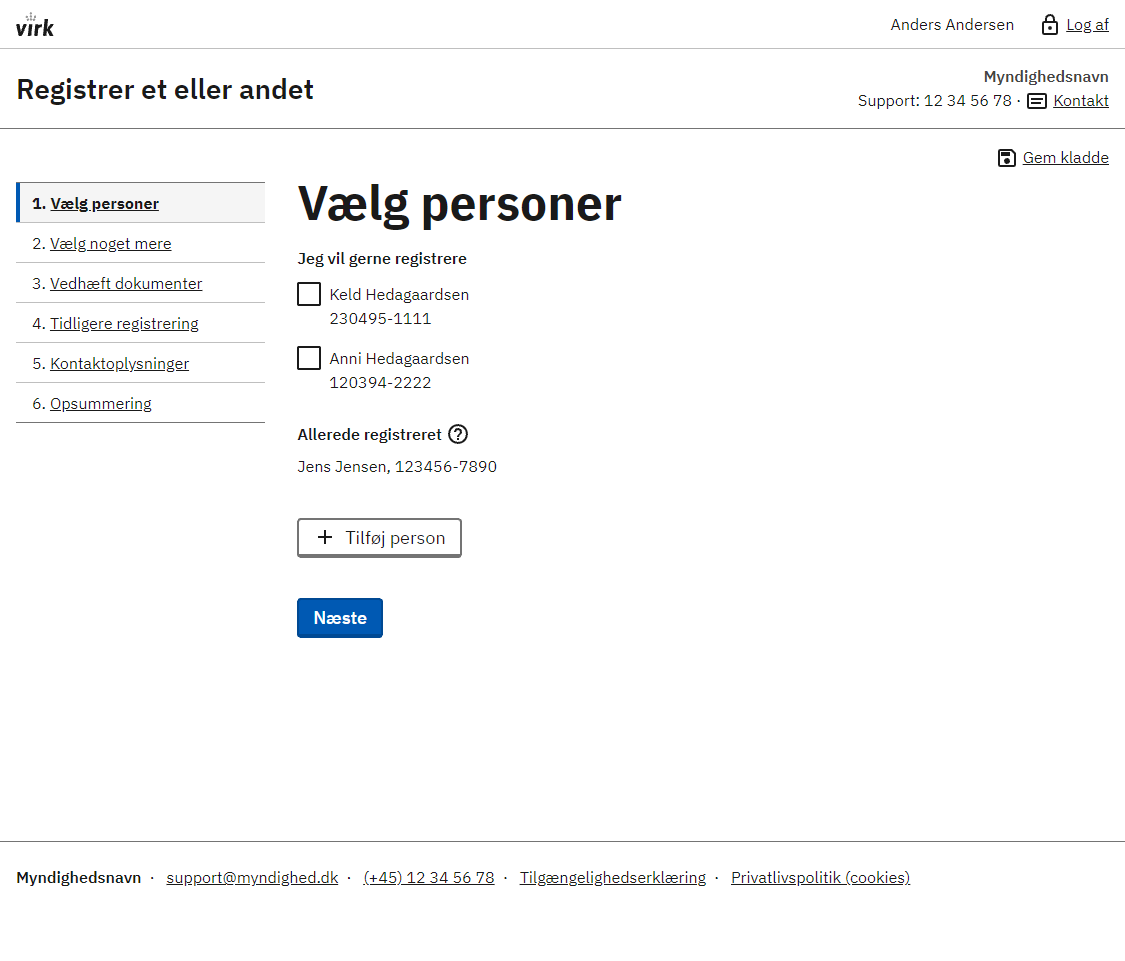 virk
Anders Andersen Log af
Registrer et eller andet
Myndighedsnavn
Support: 12 34 56 78 · Kontakt
Gem kladde
1. Vælg personer
2. Vælg noget mere
3. Vedhæft dokumenter
4. Tidligere registrering
5. Kontaktoplysninger
6. Opsummering
Vælg personer
Jeg vil gerne registrere
Keld Hedagaardsen
230495-1111
Anni Hedagaardsen
120394-2222
Allerede registreret ?
Jens Jensen, 123456-7890
+ Tilføj person
Næste
Myndighedsnavn · support@myndighed.dk · (+45) 12 34 56 78 · Tilgængelighedserklæring · Privatlivspolitik (cookies)